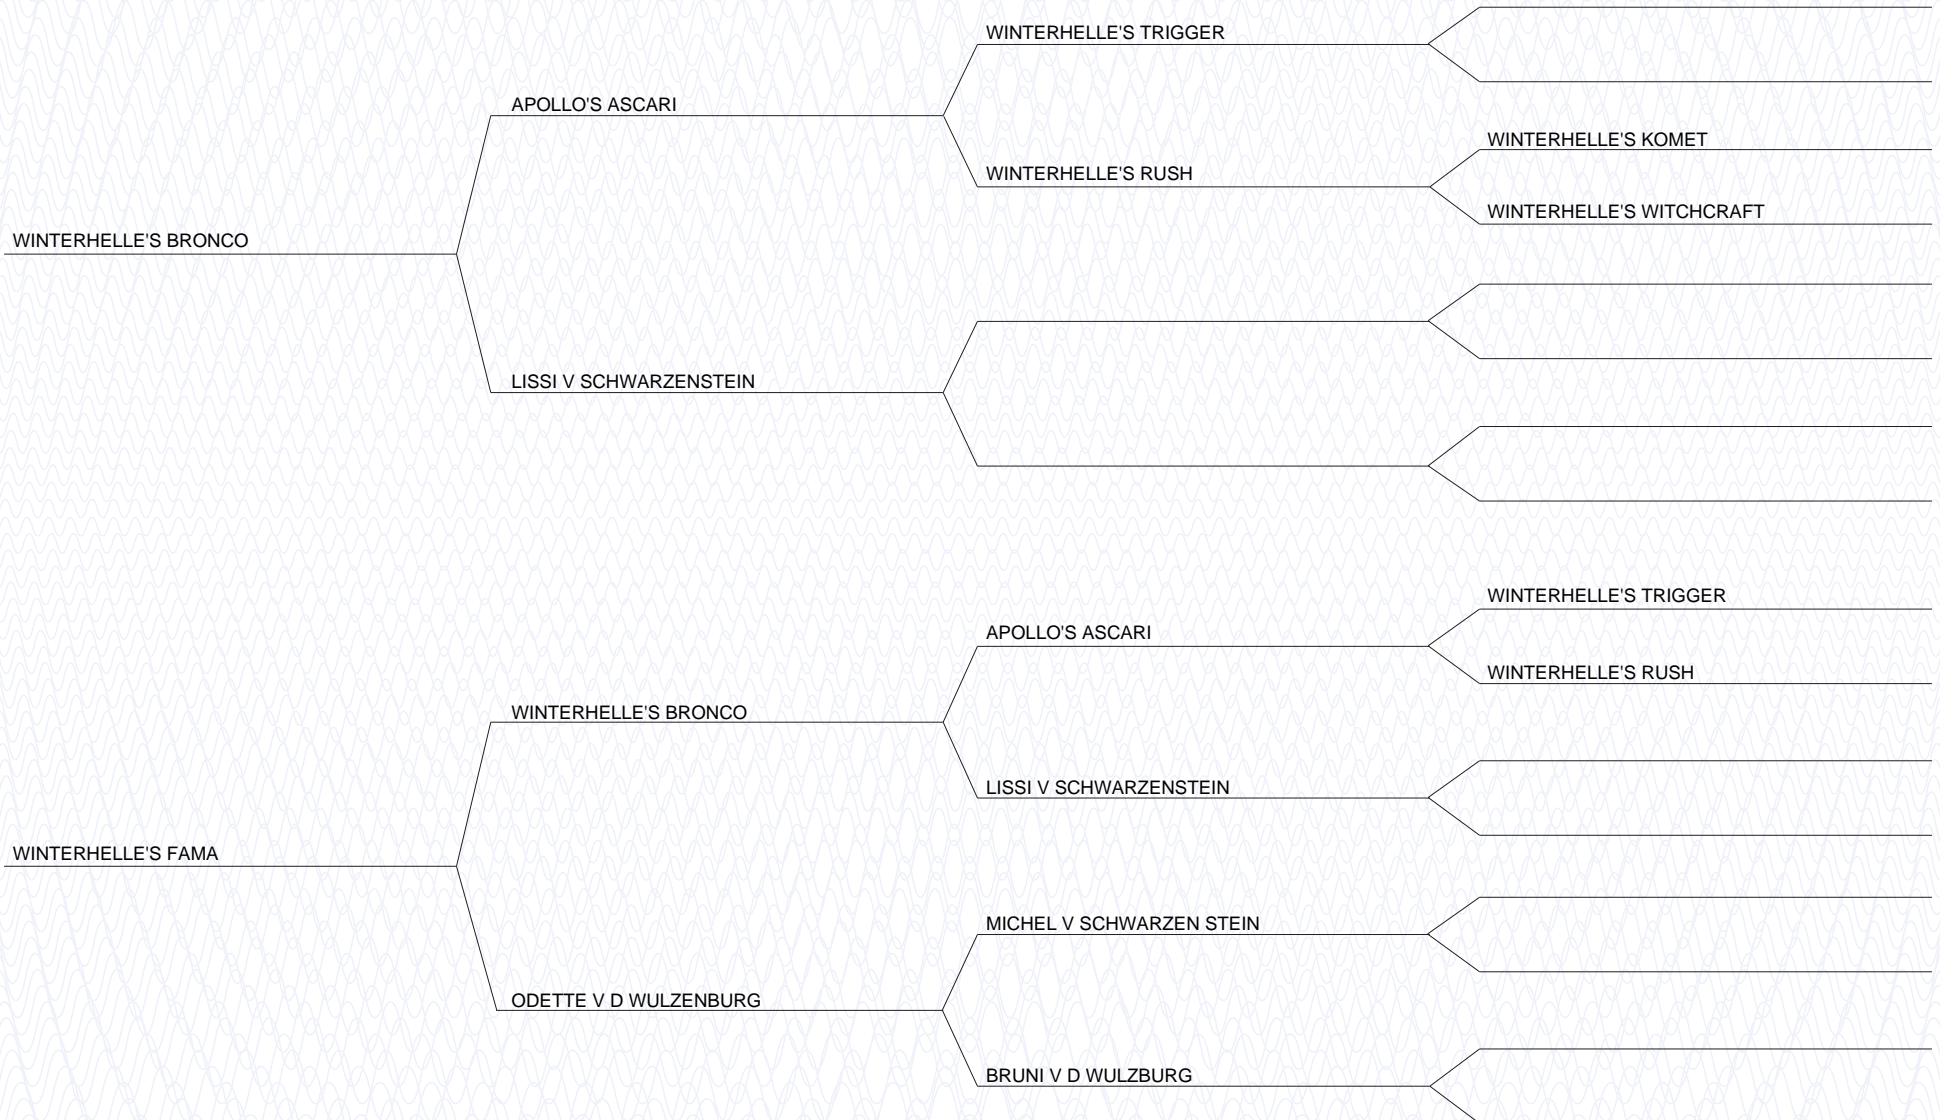 WINTERHELLE'S TRIGGER
APOLLO'S ASCARI
WINTERHELLE'S KOMET
WINTERHELLE'S RUSH
WINTERHELLE'S WITCHCRAFT
WINTERHELLE'S BRONCO
LISSI V SCHWARZENSTEIN
WINTERHELLE'S TRIGGER
APOLLO'S ASCARI
WINTERHELLE'S RUSH
WINTERHELLE'S BRONCO
LISSI V SCHWARZENSTEIN
WINTERHELLE'S FAMA
MICHEL V SCHWARZEN STEIN
ODETTE V D WULZENBURG
BRUNI V D WULZBURG